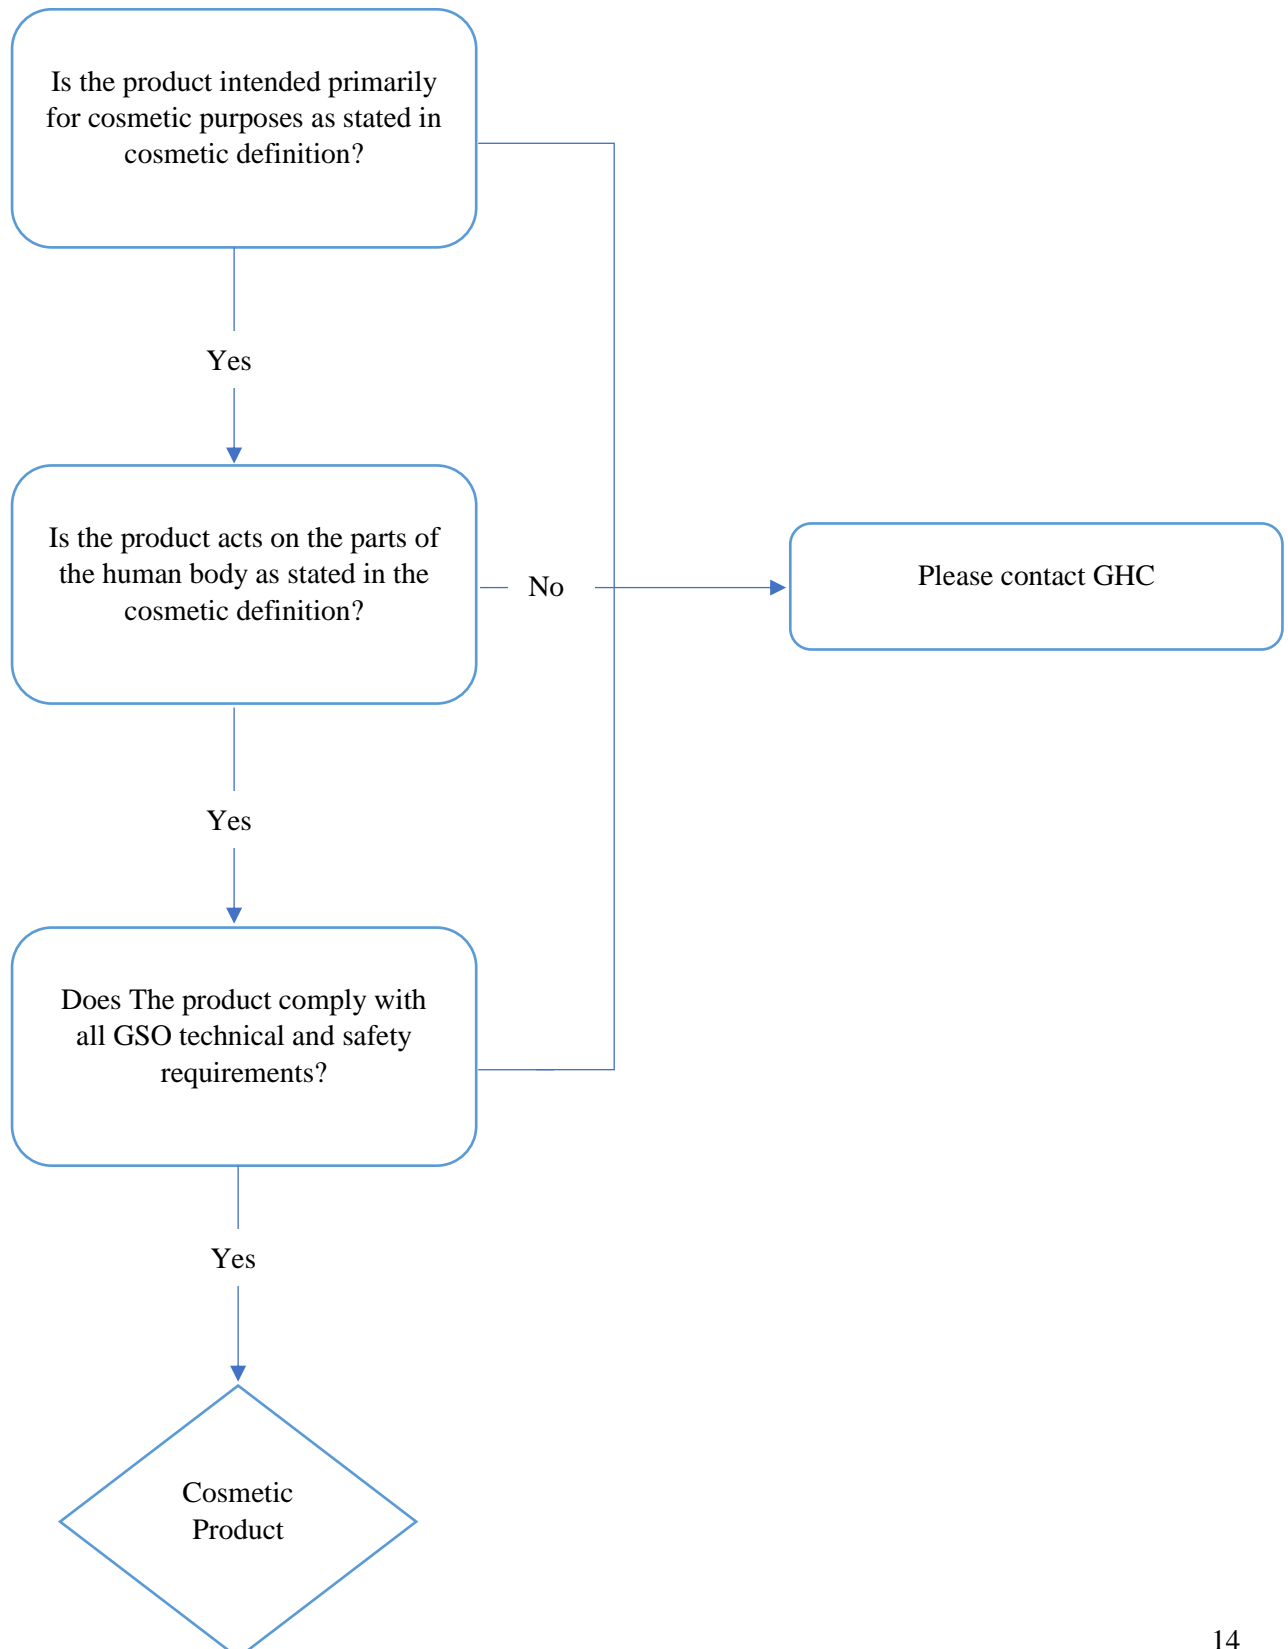 Is the product intended primarily
for cosmetic purposes as stated in
cosmetic definition?
Yes
Is the product acts on the parts of
the human body as stated in the
cosmetic definition?
No
Please contact GHC
Yes
Does The product comply with
all GSO technical and safety
requirements?
Yes
Cosmetic
Product
14